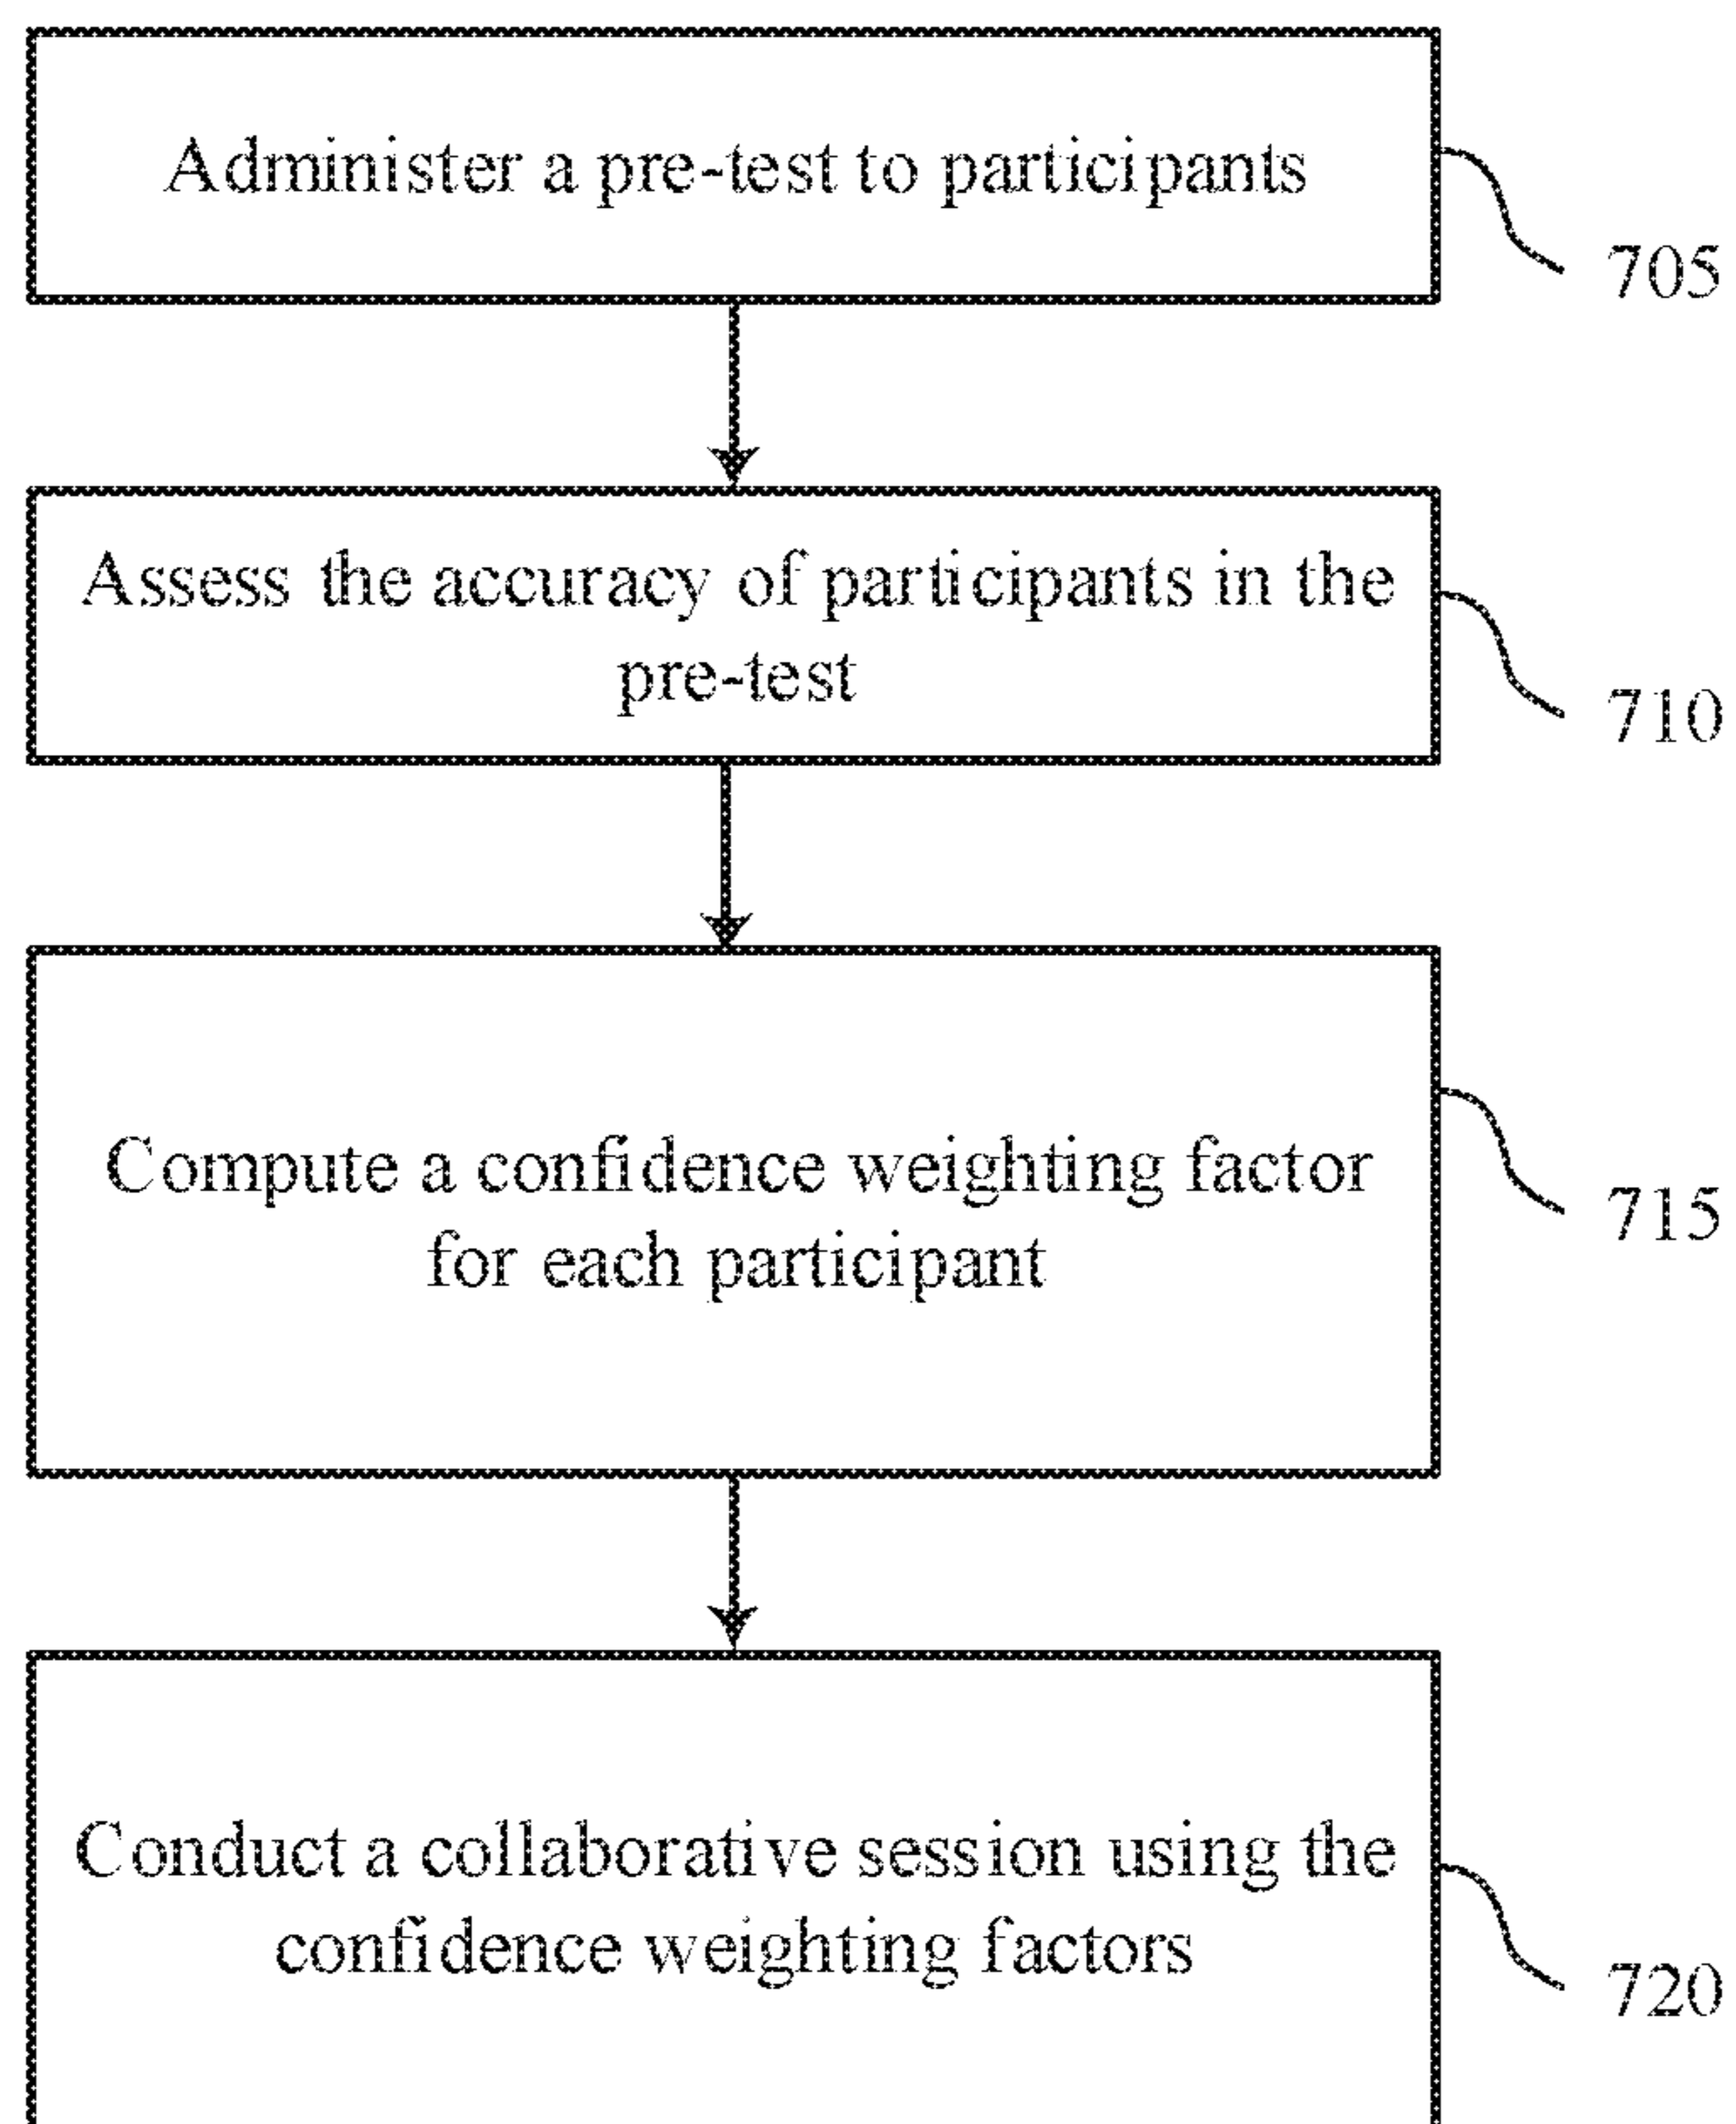 Administer a pre-test to participants
705
Assess the accuracy of participants in the
pre-test
710
Compute a confidence weighting factor
for each participant
715
Conduct a collaborative session using the
confidence weighting factors
720